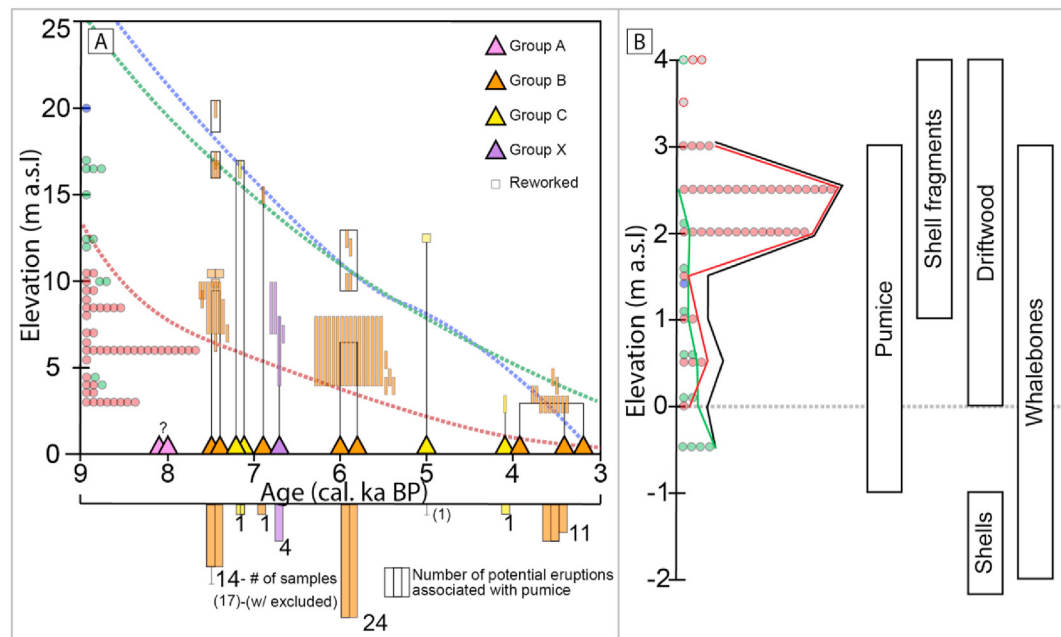 A
25
20
15
10
5
0
Elevation (m a.s.l)
Group A
Group B
Group C
Group X
Reworked
?
9
8
7
6
5
4
3
Age (cal. ka BP)
1
1
4
(1)
1
11
14- # of samples
(17)-(w/ excluded)
24
Number of potential eruptions
associated with pumice
B
4
3
2
1
0
-1
-2
Elevation (m a.s.l)
Pumice
Shell fragments
Driftwood
Shells
Whalebones